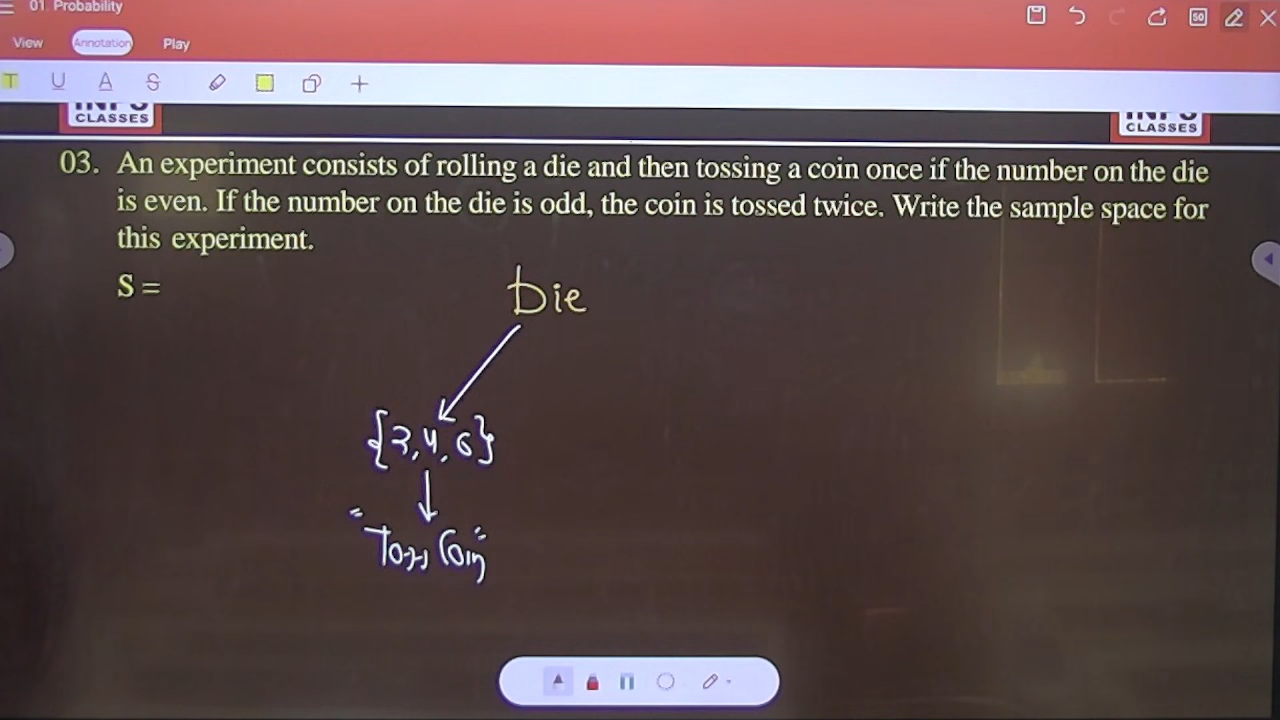 01. Probability
View Annotation Play
T U A S
INFS CLASSES
INFS CLASSES
03. An experiment consists of rolling a die and then tossing a coin once if the number on the die
is even. If the number on the die is odd, the coin is tossed twice. Write the sample space for
this experiment.
S =
Die
{2,4,6}
"Toss Coin"